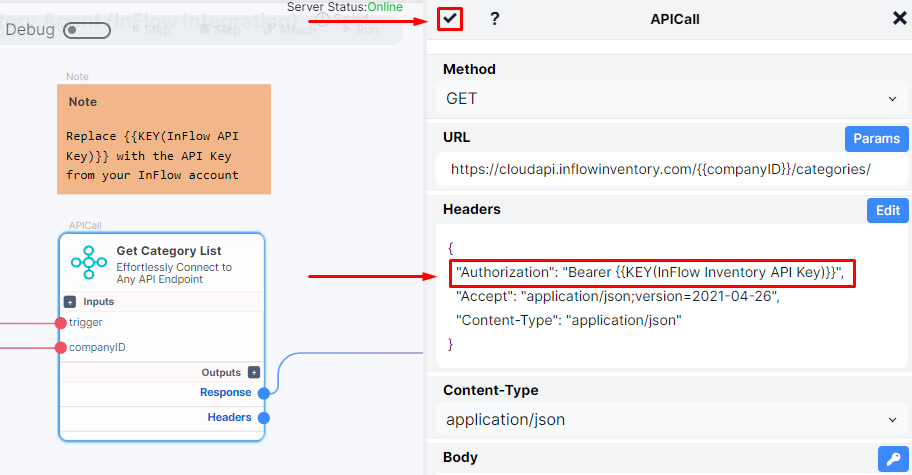 Server Status:Online
ry Agent (InFlow Integration)
Saved
Debug
Step
Step
Attach
Run
Note
Note
Replace {{KEY(InFlow API
Key)}} with the API Key
from your InFlow account
APICall
Get Category List
Effortlessly Connect to
Any API Endpoint
Inputs
trigger
companyID
Outputs
Response
Headers
?
APICall
Method
GET
URL
Params
https://cloudapi.inflowinventory.com/{{companyID}}/categories/
Headers
Edit
{
"Authorization": "Bearer {{KEY(InFlow Inventory API Key)}}",
"Accept": "application/json;version=2021-04-26",
"Content-Type": "application/json"
}
Content-Type
application/json
Body